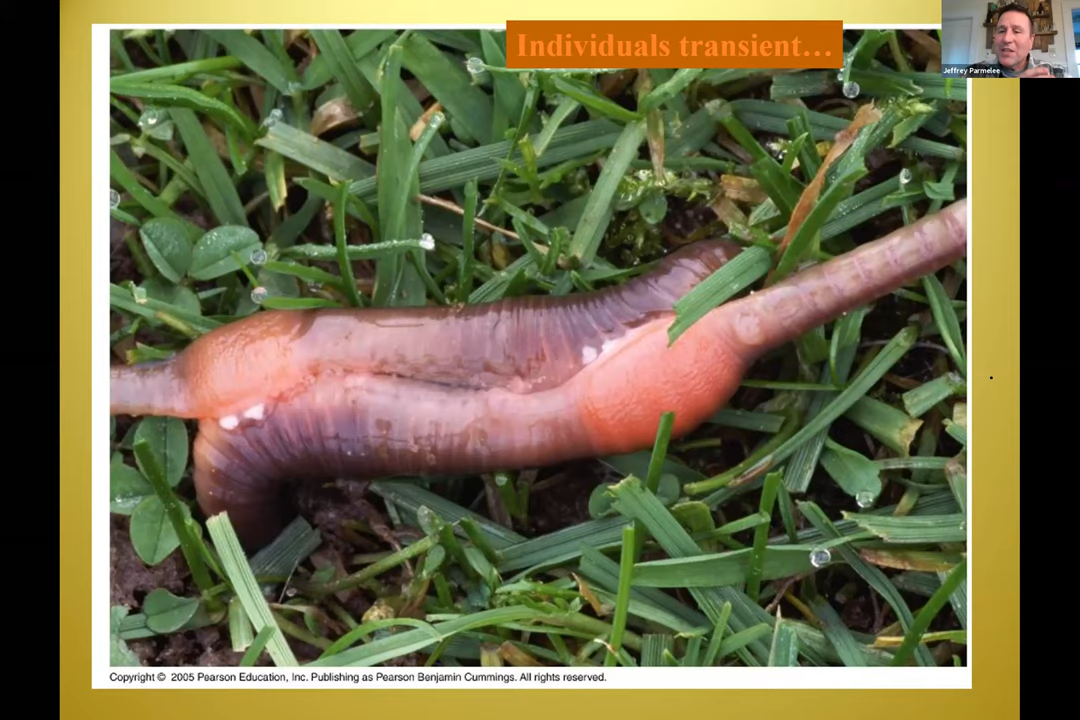 Individuals transient…
Jeffrey Parmelee
Copyright © 2005 Pearson Education, Inc. Publishing as Pearson Benjamin Cummings. All rights reserved.